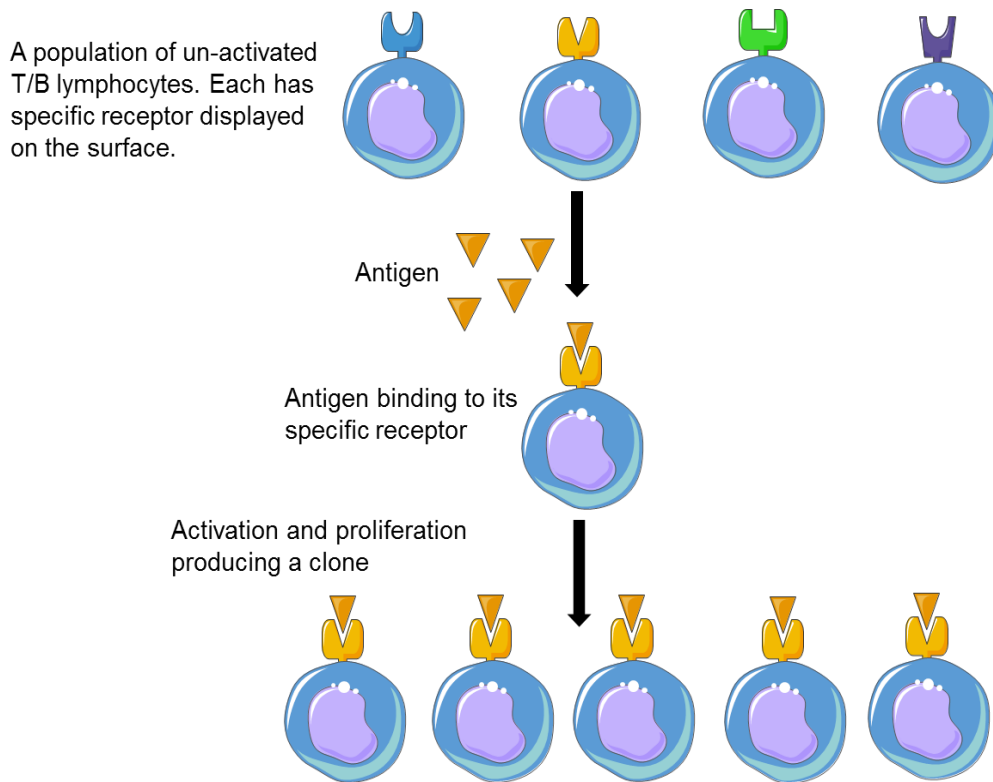 A population of un-activated
T/B lymphocytes. Each has
specific receptor displayed
on the surface.
Antigen
Antigen binding to its
specific receptor
Activation and proliferation
producing a clone